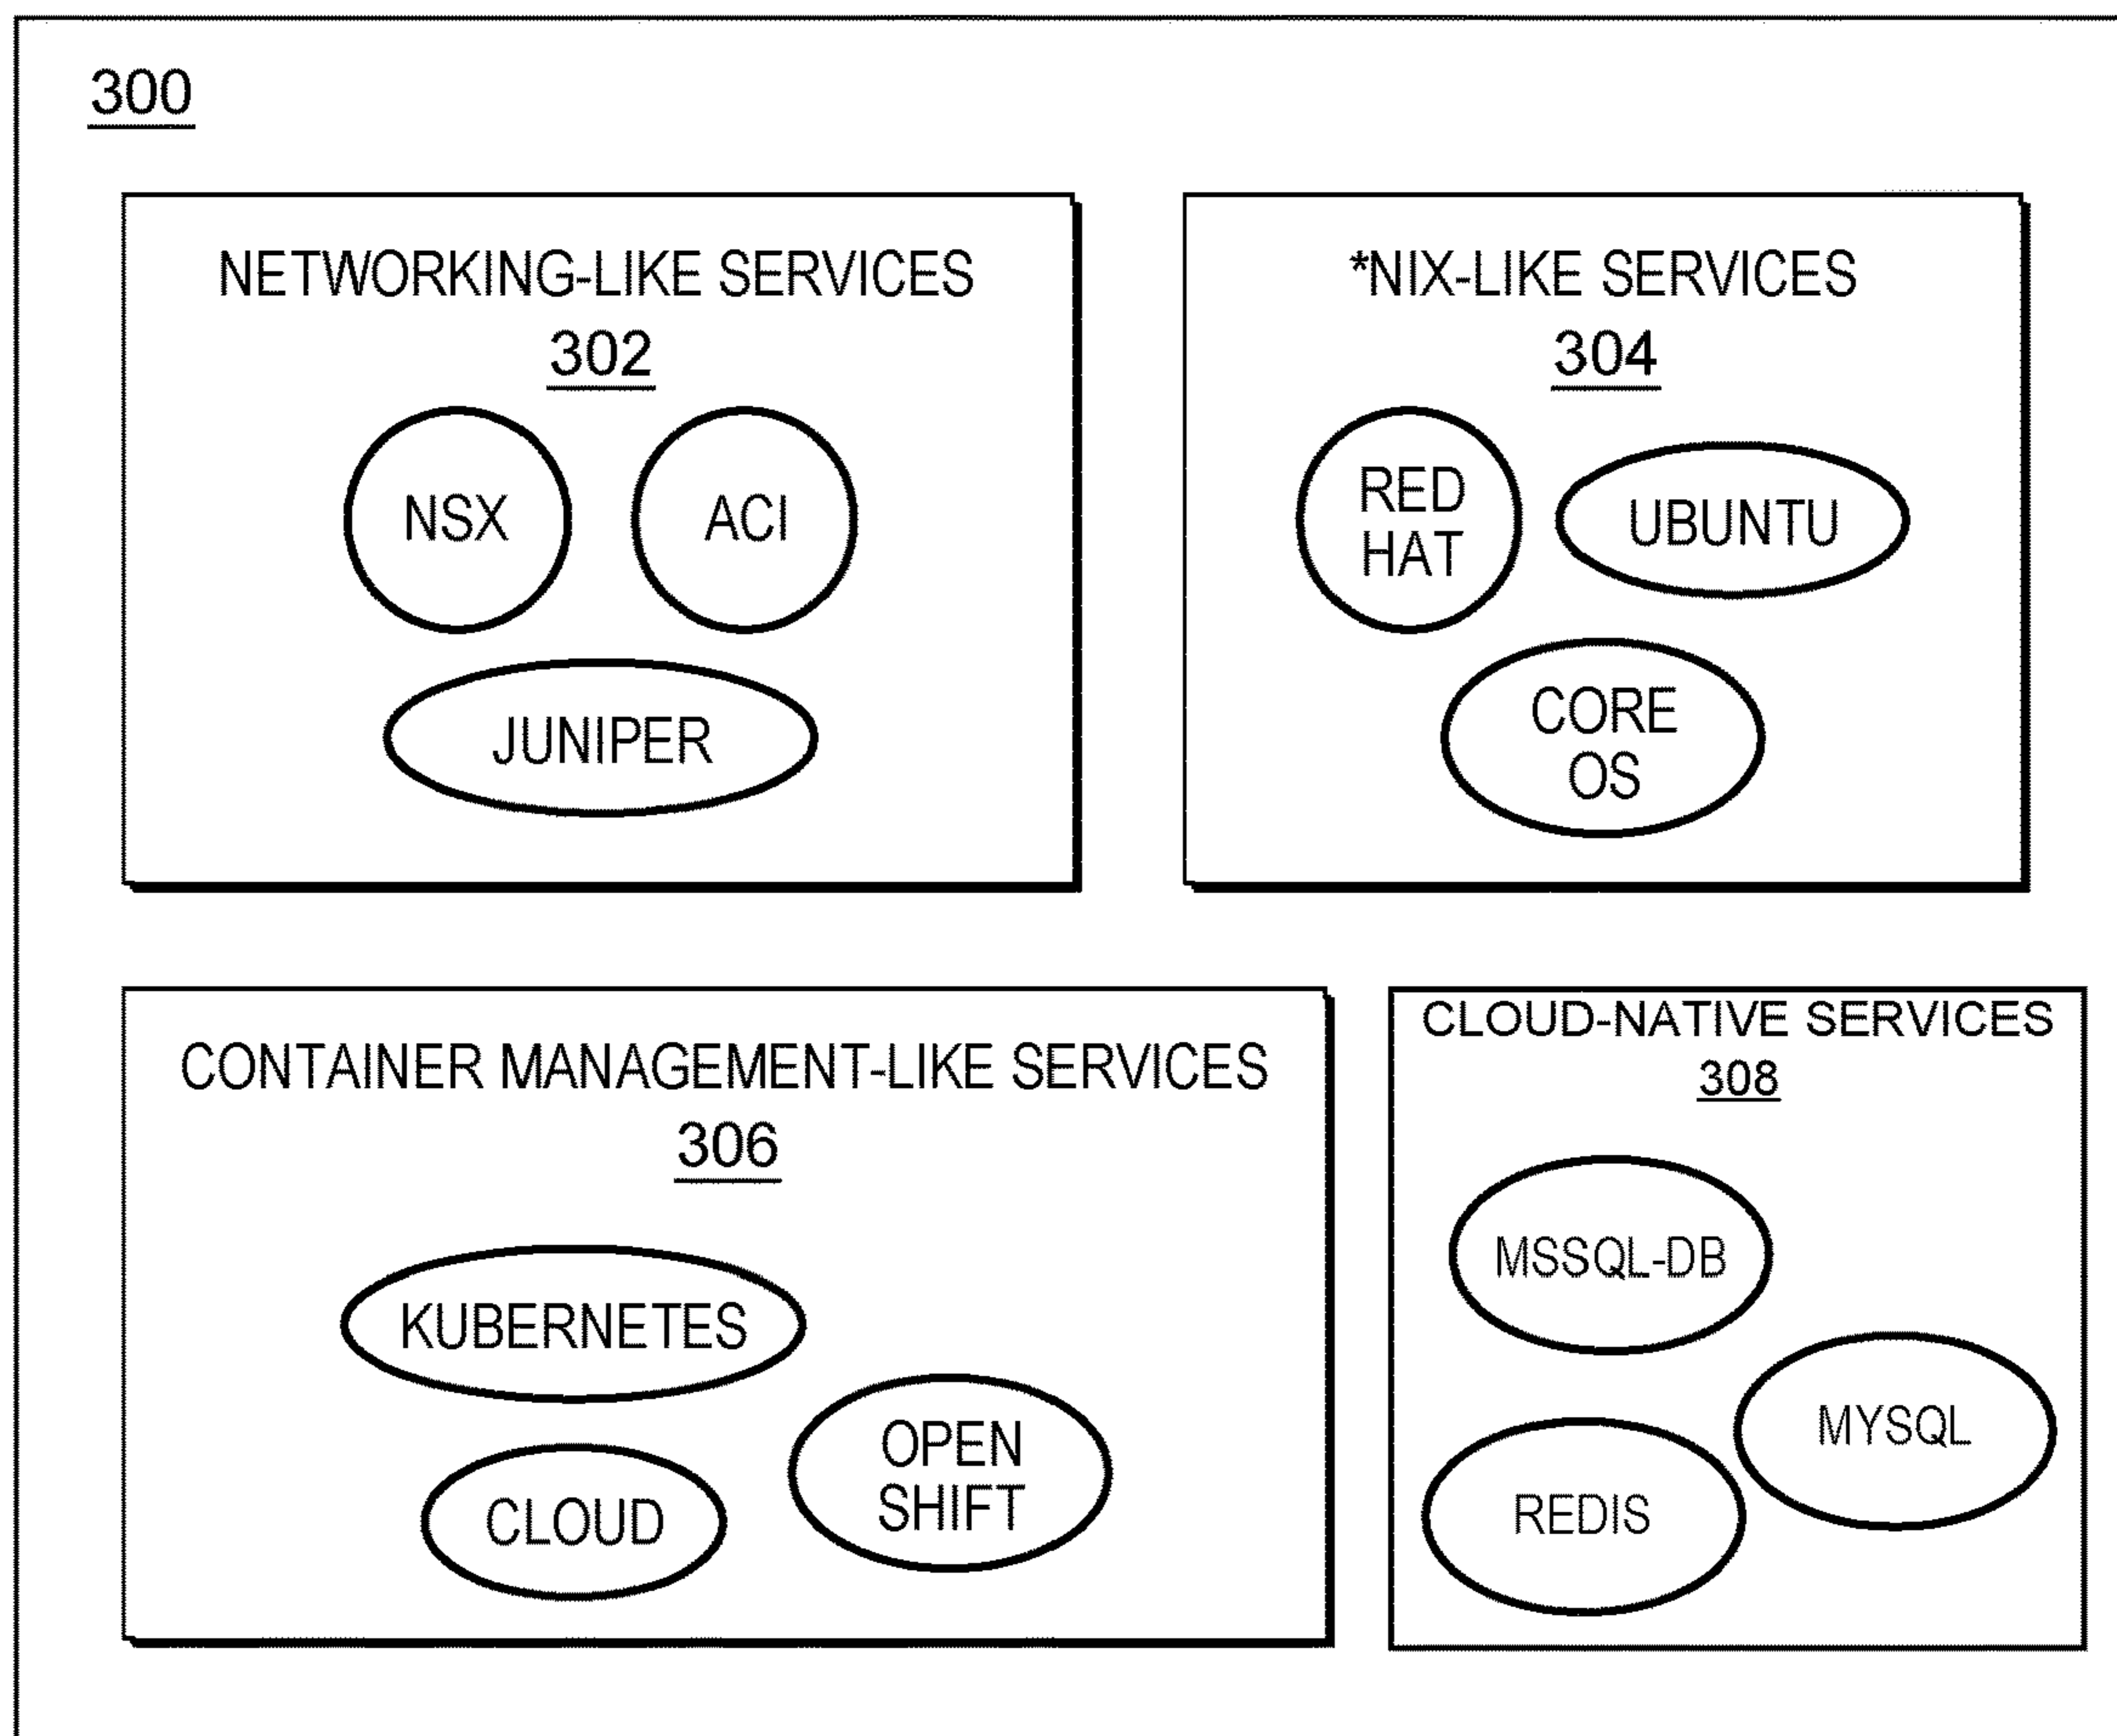 300
NETWORKING-LIKE SERVICES
302
NSX
ACI
JUNIPER
*NIX-LIKE SERVICES
304
RED
HAT
UBUNTU
CORE
OS
CONTAINER MANAGEMENT-LIKE SERVICES
306
KUBERNETES
CLOUD
OPEN
SHIFT
CLOUD-NATIVE SERVICES
308
MSSQL-DB
MYSQL
REDIS